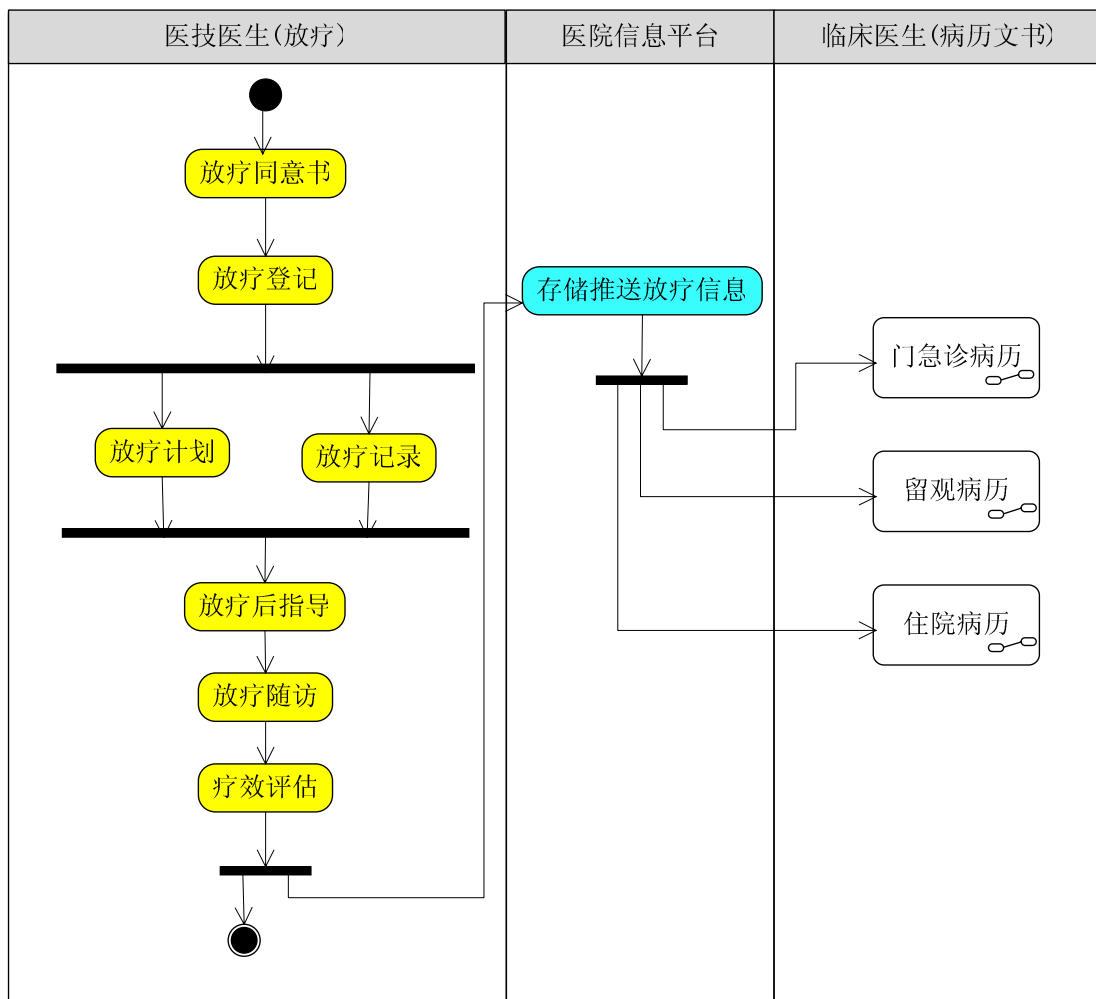 医技医生(放疗)
医院信息平台
临床医生(病历文书)
放疗同意书
放疗登记
放疗计划
放疗记录
放疗后指导
放疗随访
疗效评估
存储推送放疗信息
门急诊病历
留观病历
住院病历